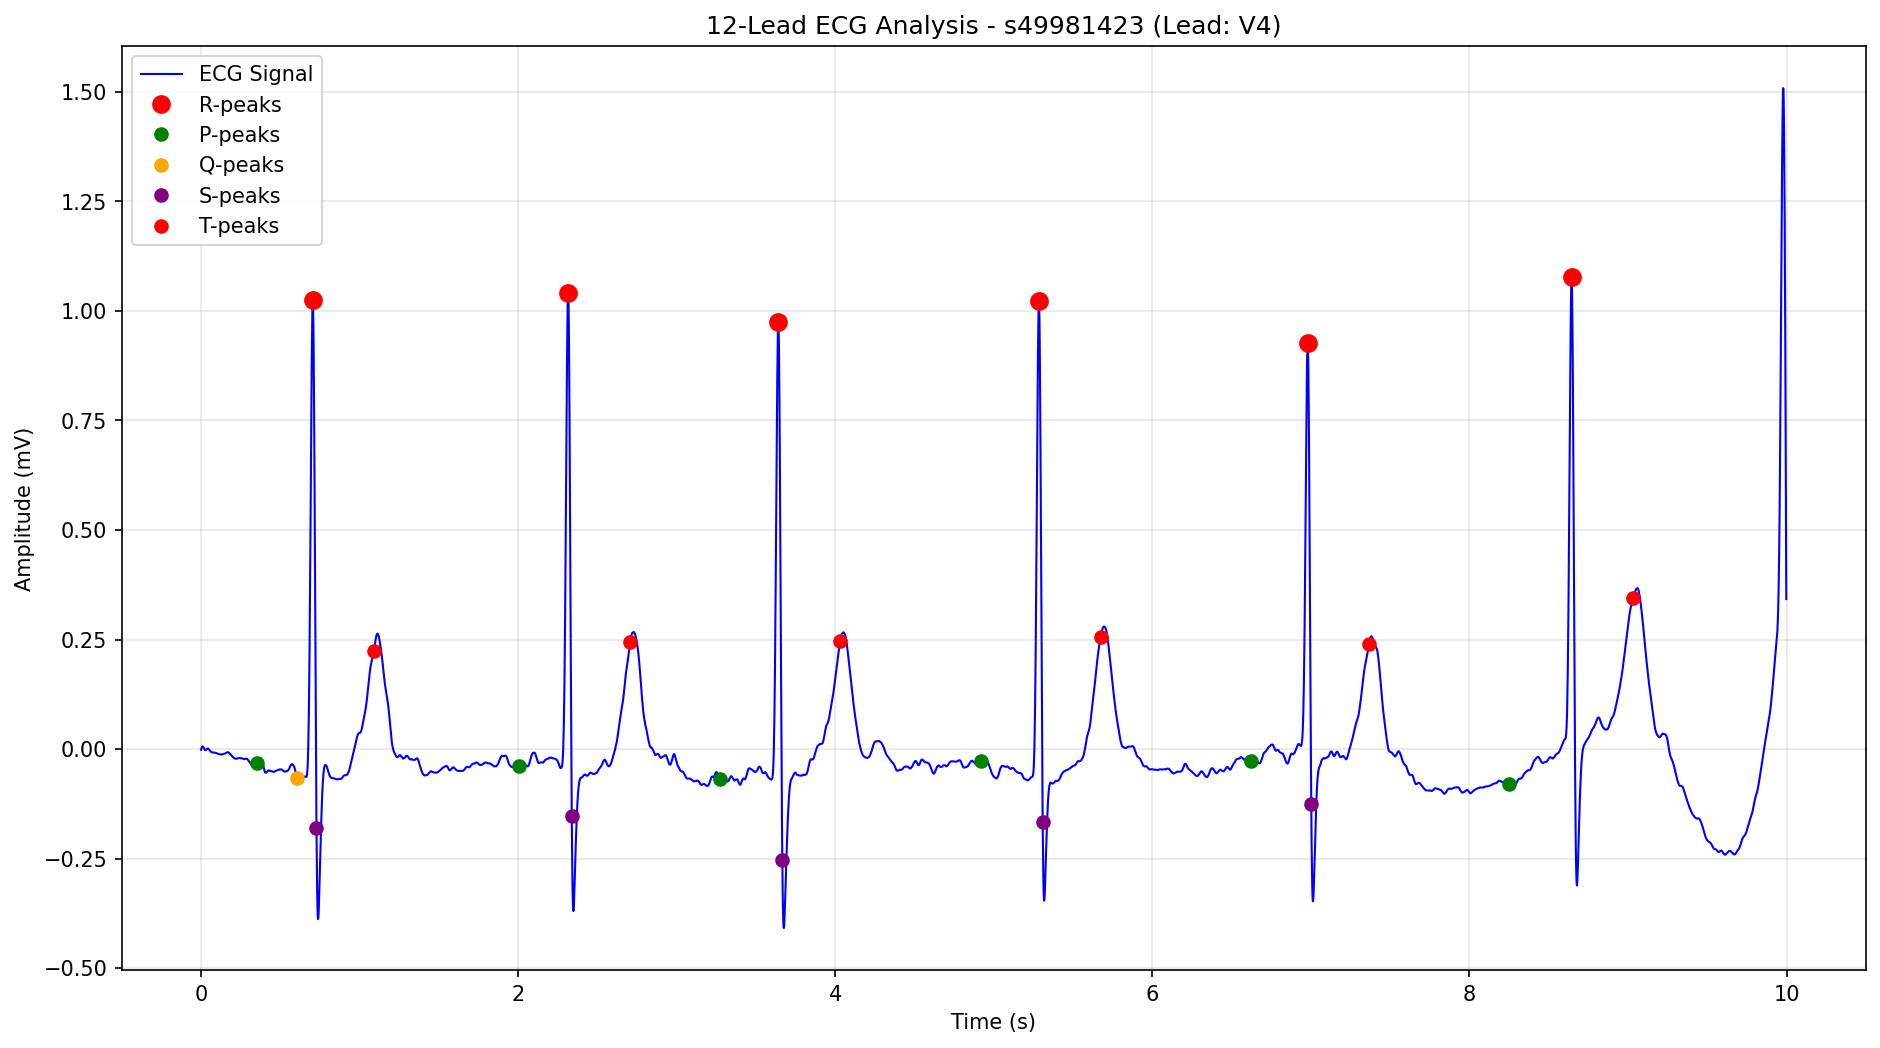 12-Lead ECG Analysis - s49981423 (Lead: V4)
ECG Signal
R-peaks
P-peaks
Q-peaks
S-peaks
T-peaks
1.50
1.25
1.00
0.75
0.50
0.25
0.00
−0.25
−0.50
Amplitude (mV)
0 2 4 6 8 10
Time (s)